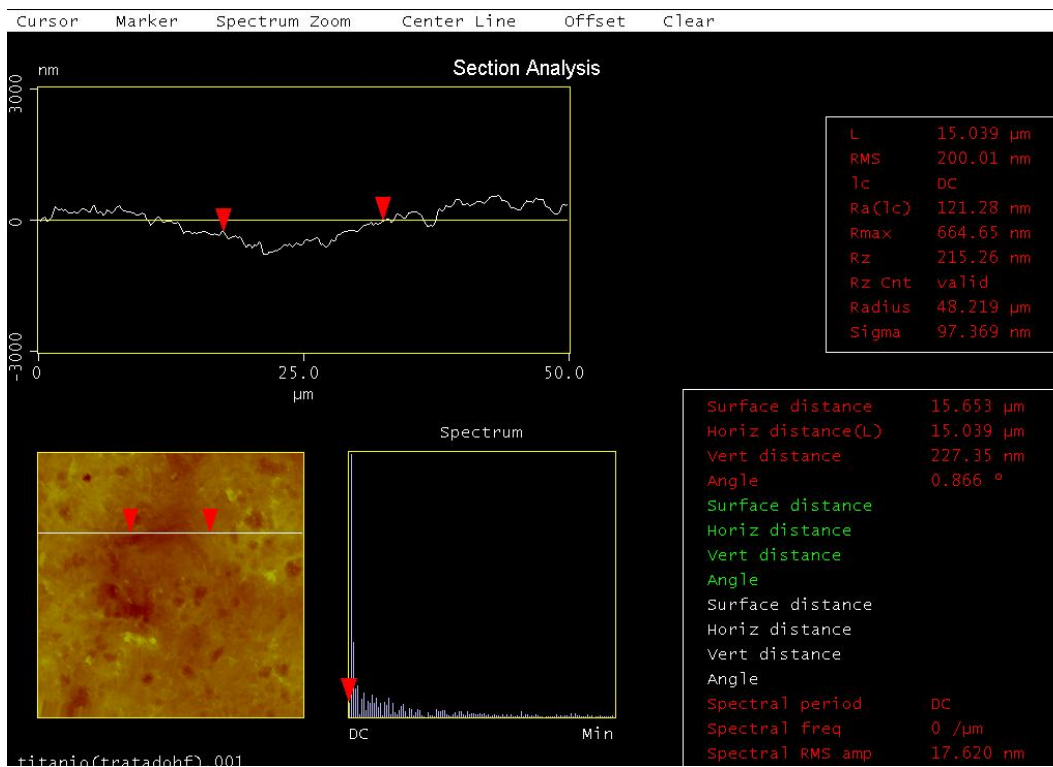 Cursor Marker Spectrum Zoom Center Line Offset Clear
Section Analysis
nm
3000
0
-3000
0 25.0 50.0
µm
L 15.039 µm
RMS 200.01 nm
lc DC
Ra(lc) 121.28 nm
Rmax 664.65 nm
Rz 215.26 nm
Rz Cnt valid
Radius 48.219 µm
Sigma 97.369 nm
Spectrum
DC Min
Surface distance 15.653 µm
Horiz distance(L) 15.039 µm
Vert distance 227.35 nm
Angle 0.866 °
Surface distance
Horiz distance
Vert distance
Angle
Surface distance
Horiz distance
Vert distance
Angle
Spectral period DC
Spectral freq 0 /µm
Spectral RMS amp 17.620 nm
titanio(tratadohf).001